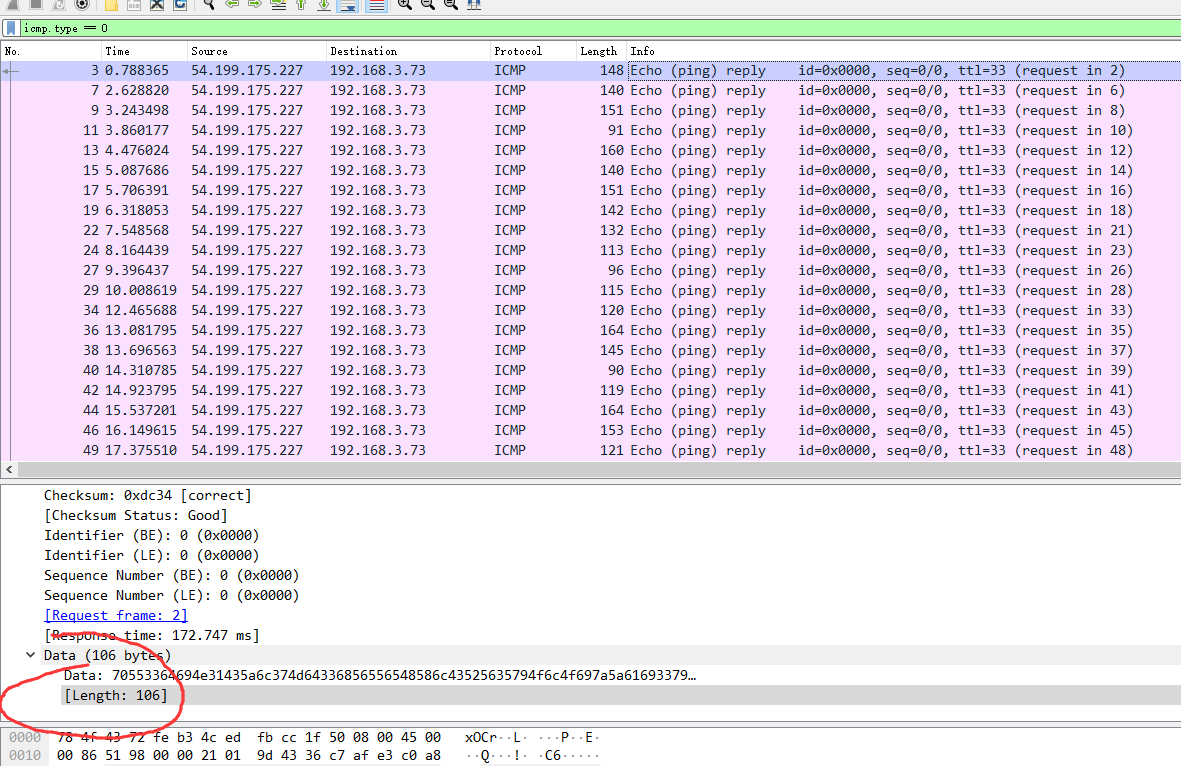 icmp.type == 0
No. Time Source Destination Protocol Length Info
3 0.788365 54.199.175.227 192.168.3.73 ICMP 148 Echo (ping) reply id=0x0000, seq=0/0, ttl=33 (request in 2)
7 2.628820 54.199.175.227 192.168.3.73 ICMP 140 Echo (ping) reply id=0x0000, seq=0/0, ttl=33 (request in 6)
9 3.243498 54.199.175.227 192.168.3.73 ICMP 151 Echo (ping) reply id=0x0000, seq=0/0, ttl=33 (request in 8)
11 3.860177 54.199.175.227 192.168.3.73 ICMP 91 Echo (ping) reply id=0x0000, seq=0/0, ttl=33 (request in 10)
13 4.476024 54.199.175.227 192.168.3.73 ICMP 160 Echo (ping) reply id=0x0000, seq=0/0, ttl=33 (request in 12)
15 5.087686 54.199.175.227 192.168.3.73 ICMP 140 Echo (ping) reply id=0x0000, seq=0/0, ttl=33 (request in 14)
17 5.706391 54.199.175.227 192.168.3.73 ICMP 151 Echo (ping) reply id=0x0000, seq=0/0, ttl=33 (request in 16)
19 6.318053 54.199.175.227 192.168.3.73 ICMP 142 Echo (ping) reply id=0x0000, seq=0/0, ttl=33 (request in 18)
22 7.548568 54.199.175.227 192.168.3.73 ICMP 132 Echo (ping) reply id=0x0000, seq=0/0, ttl=33 (request in 21)
24 8.164439 54.199.175.227 192.168.3.73 ICMP 113 Echo (ping) reply id=0x0000, seq=0/0, ttl=33 (request in 23)
27 9.396437 54.199.175.227 192.168.3.73 ICMP 96 Echo (ping) reply id=0x0000, seq=0/0, ttl=33 (request in 26)
29 10.008619 54.199.175.227 192.168.3.73 ICMP 115 Echo (ping) reply id=0x0000, seq=0/0, ttl=33 (request in 28)
34 12.465688 54.199.175.227 192.168.3.73 ICMP 120 Echo (ping) reply id=0x0000, seq=0/0, ttl=33 (request in 33)
36 13.081795 54.199.175.227 192.168.3.73 ICMP 164 Echo (ping) reply id=0x0000, seq=0/0, ttl=33 (request in 35)
38 13.696563 54.199.175.227 192.168.3.73 ICMP 145 Echo (ping) reply id=0x0000, seq=0/0, ttl=33 (request in 37)
40 14.310785 54.199.175.227 192.168.3.73 ICMP 90 Echo (ping) reply id=0x0000, seq=0/0, ttl=33 (request in 39)
42 14.923795 54.199.175.227 192.168.3.73 ICMP 119 Echo (ping) reply id=0x0000, seq=0/0, ttl=33 (request in 41)
44 15.537201 54.199.175.227 192.168.3.73 ICMP 164 Echo (ping) reply id=0x0000, seq=0/0, ttl=33 (request in 43)
46 16.149615 54.199.175.227 192.168.3.73 ICMP 153 Echo (ping) reply id=0x0000, seq=0/0, ttl=33 (request in 45)
49 17.375510 54.199.175.227 192.168.3.73 ICMP 121 Echo (ping) reply id=0x0000, seq=0/0, ttl=33 (request in 48)
Checksum: 0xdc34 [correct]
[Checksum Status: Good]
Identifier (BE): 0 (0x0000)
Identifier (LE): 0 (0x0000)
Sequence Number (BE): 0 (0x0000)
Sequence Number (LE): 0 (0x0000)
[Request frame: 2]
[Response time: 172.747 ms]
Data (106 bytes)
Data: 70553364694e31435a6c374d64336856556548586c43525635794f6c4f697a5a61693379…
[Length: 106]
0000 78 4f 43 72 fe b3 4c ed fb cc 1f 50 08 00 45 00 xOCr··L· ···P··E·
0010 00 86 51 98 00 00 21 01 9d 43 36 c7 af e3 c0 a8 ··Q···!· ·C6·····